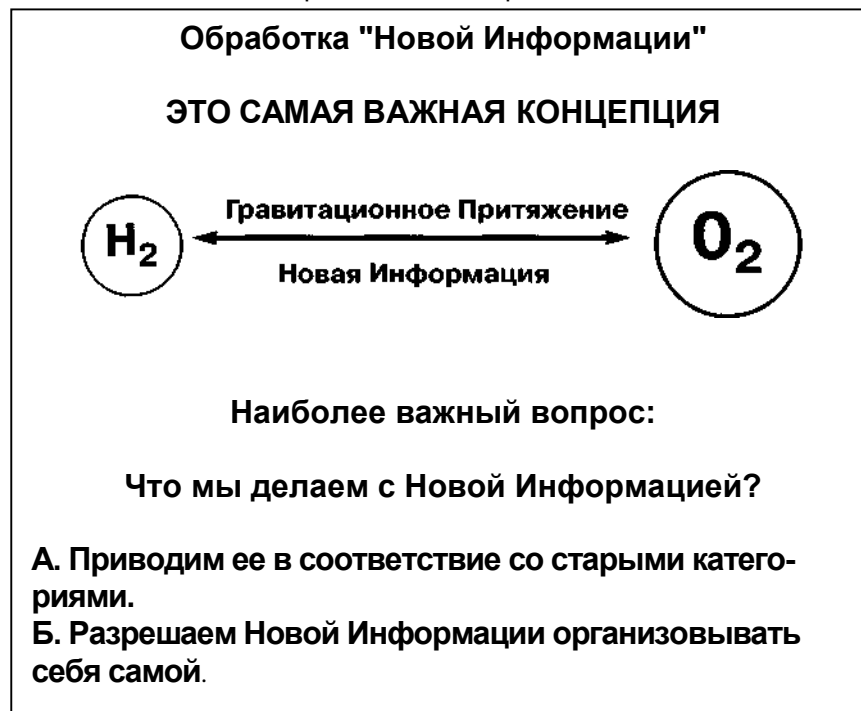 Обработка "Новой Информации"
ЭТО САМАЯ ВАЖНАЯ КОНЦЕПЦИЯ
Гравитационное Притяжение
H₂
O₂
Новая Информация
Наиболее важный вопрос:
Что мы делаем с Новой Информацией?
А. Приводим ее в соответствие со старыми катего-
риями.
Б. Разрешаем Новой Информации организовывать
себя самой.